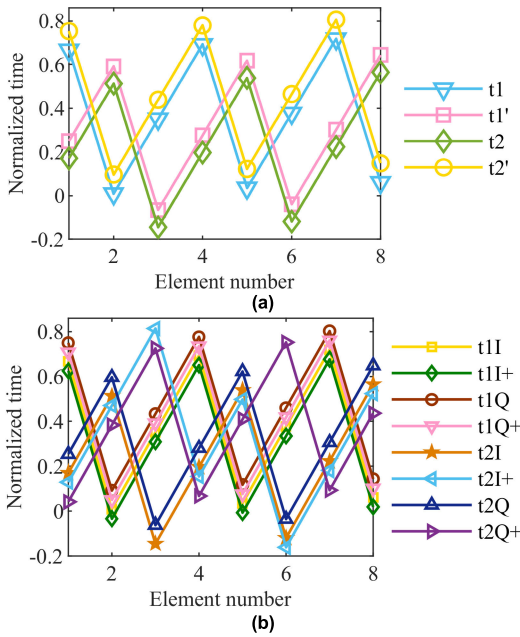 0.8
0.6
0.4
0.2
0
-0.2
Normalized time
2 4 6 8
Element number
t1
t1'
t2
t2'
(a)
0.8
0.6
0.4
0.2
0
-0.2
Normalized time
2 4 6 8
Element number
t1I
t1I+
t1Q
t1Q+
t2I
t2I+
t2Q
t2Q+
(b)